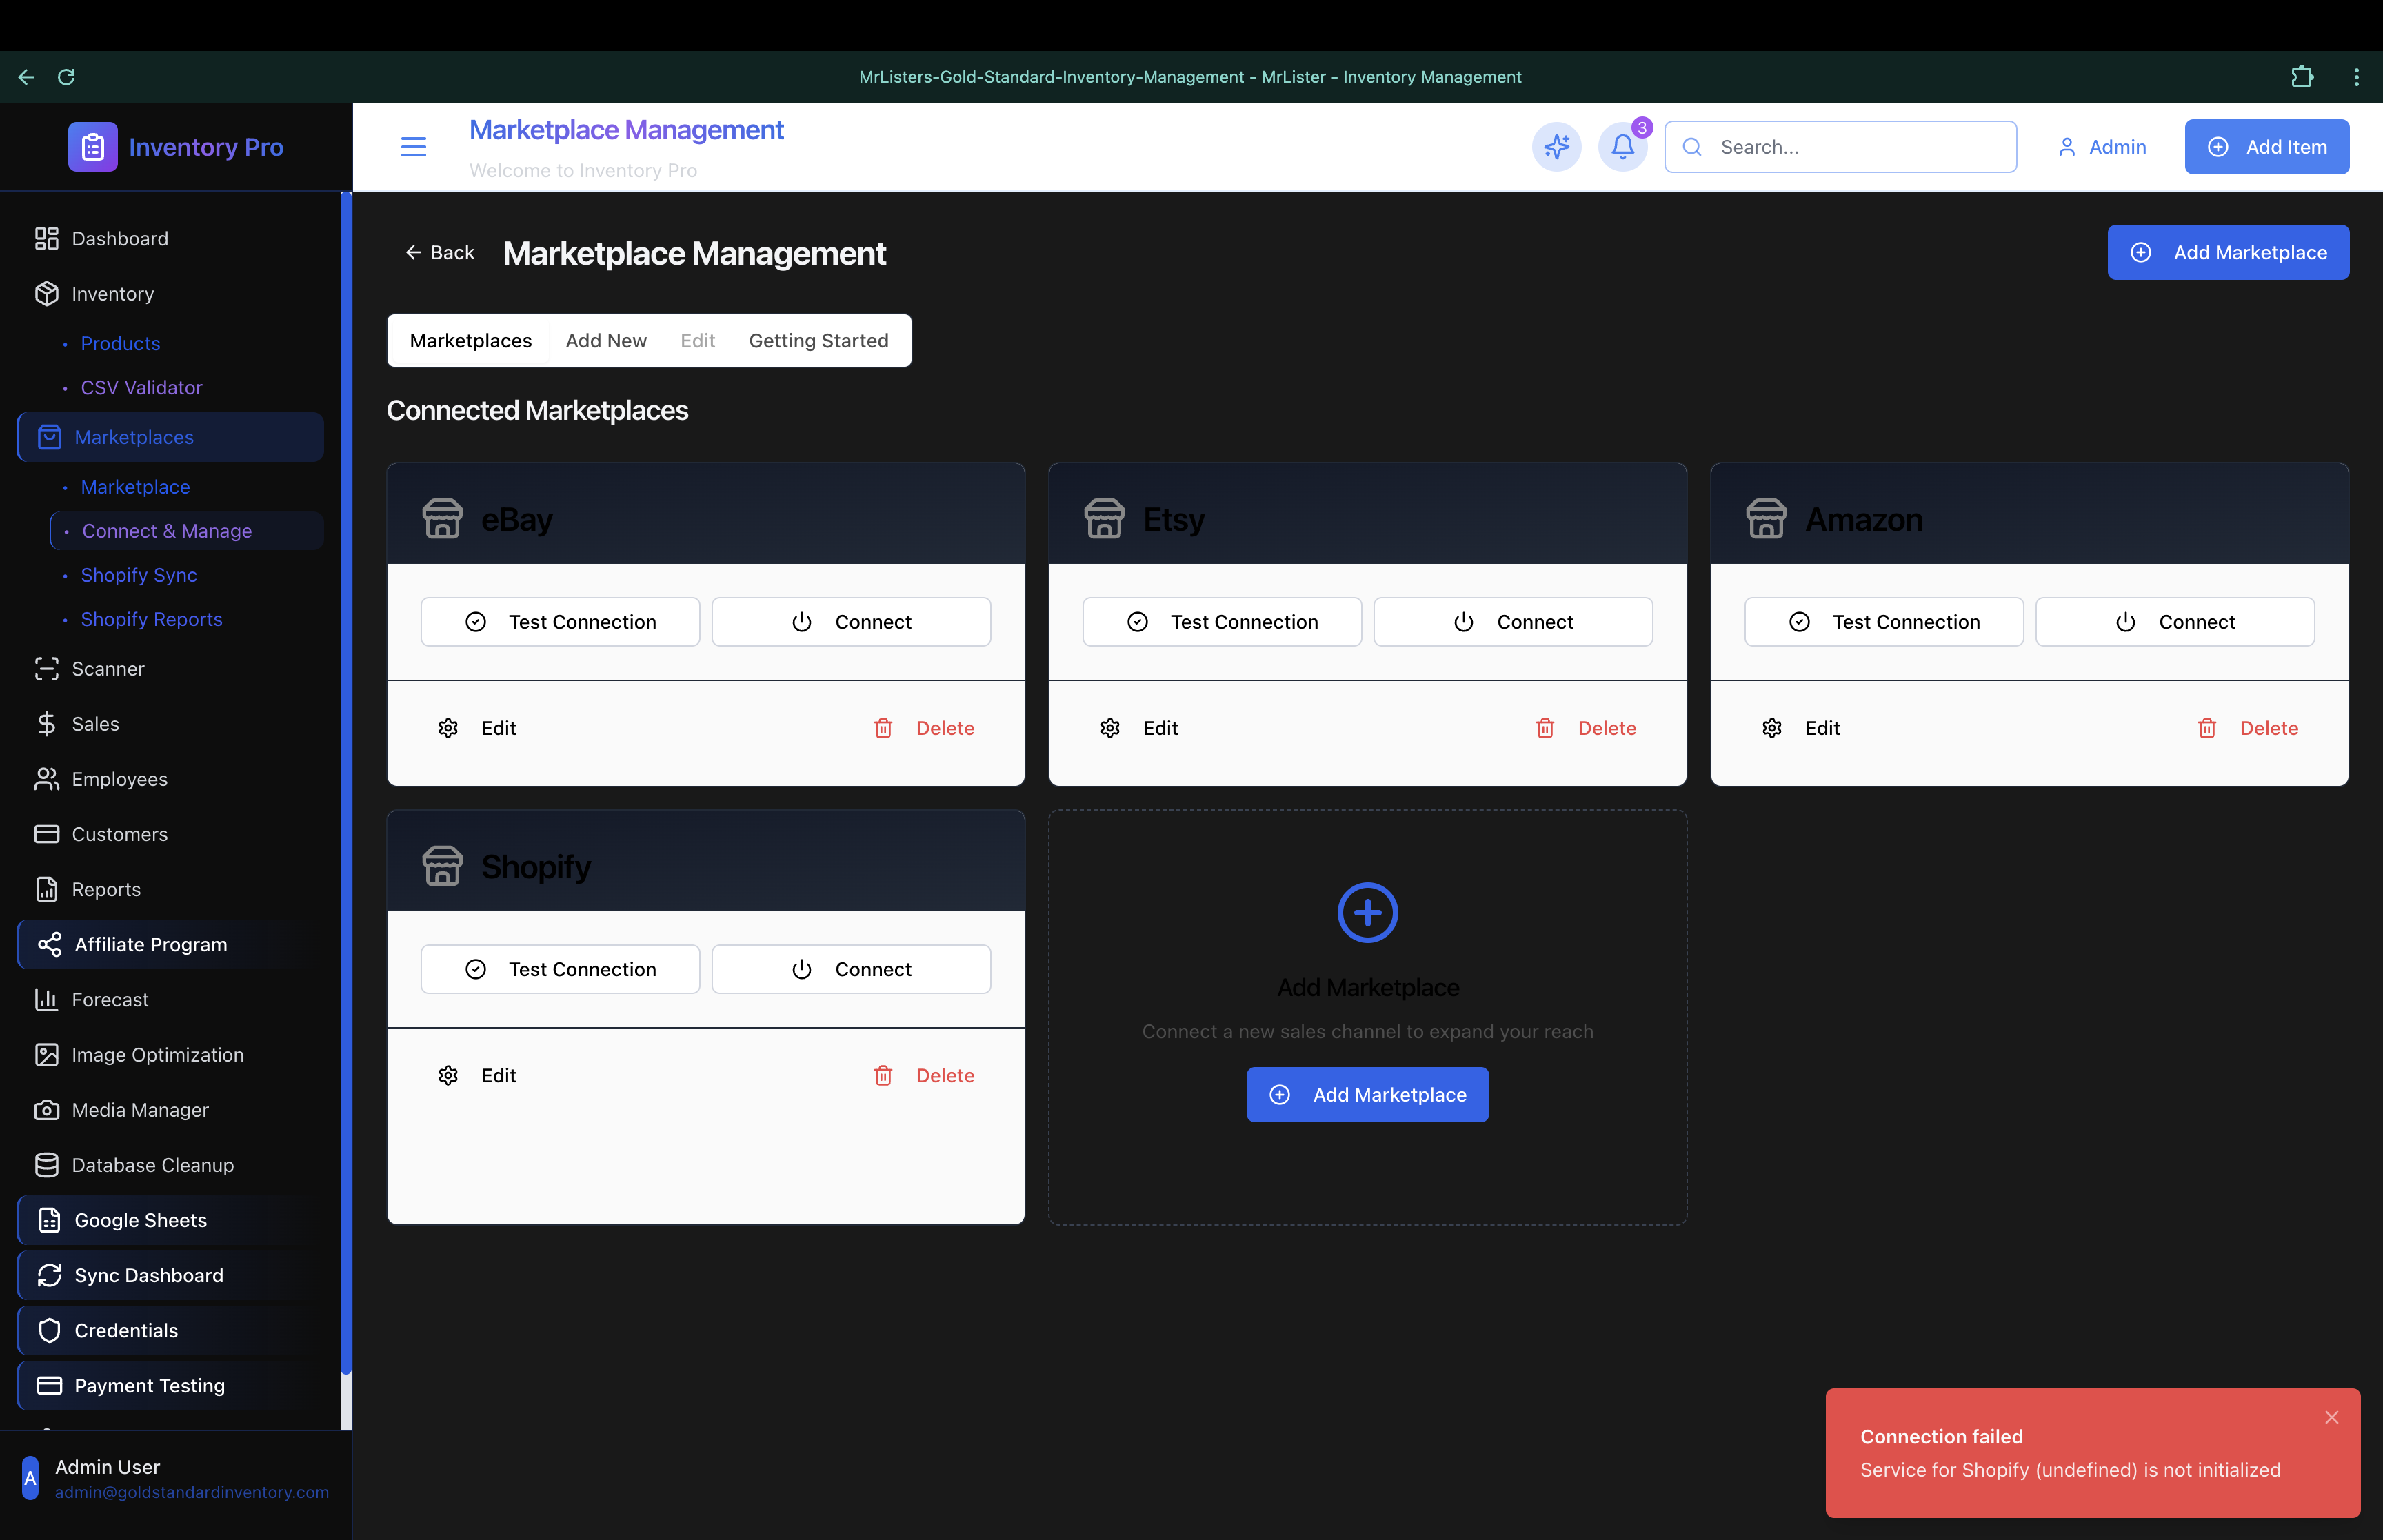 MrListers-Gold-Standard-Inventory-Management - MrLister - Inventory Management
Inventory Pro
Marketplace Management
Welcome to Inventory Pro
3
Search...
Admin
Add Item
Dashboard
Inventory
Products
CSV Validator
Marketplaces
Marketplace
Connect & Manage
Shopify Sync
Shopify Reports
Scanner
Sales
Employees
Customers
Reports
Affiliate Program
Forecast
Image Optimization
Media Manager
Database Cleanup
Google Sheets
Sync Dashboard
Credentials
Payment Testing
A
Admin User
admin@goldstandardinventory.com
Back
Marketplace Management
Add Marketplace
Marketplaces
Add New
Edit
Getting Started
Connected Marketplaces
eBay
Test Connection
Connect
Edit
Delete
Etsy
Test Connection
Connect
Edit
Delete
Amazon
Test Connection
Connect
Edit
Delete
Shopify
Test Connection
Connect
Edit
Delete
Add Marketplace
Connect a new sales channel to expand your reach
Add Marketplace
Connection failed
Service for Shopify (undefined) is not initialized